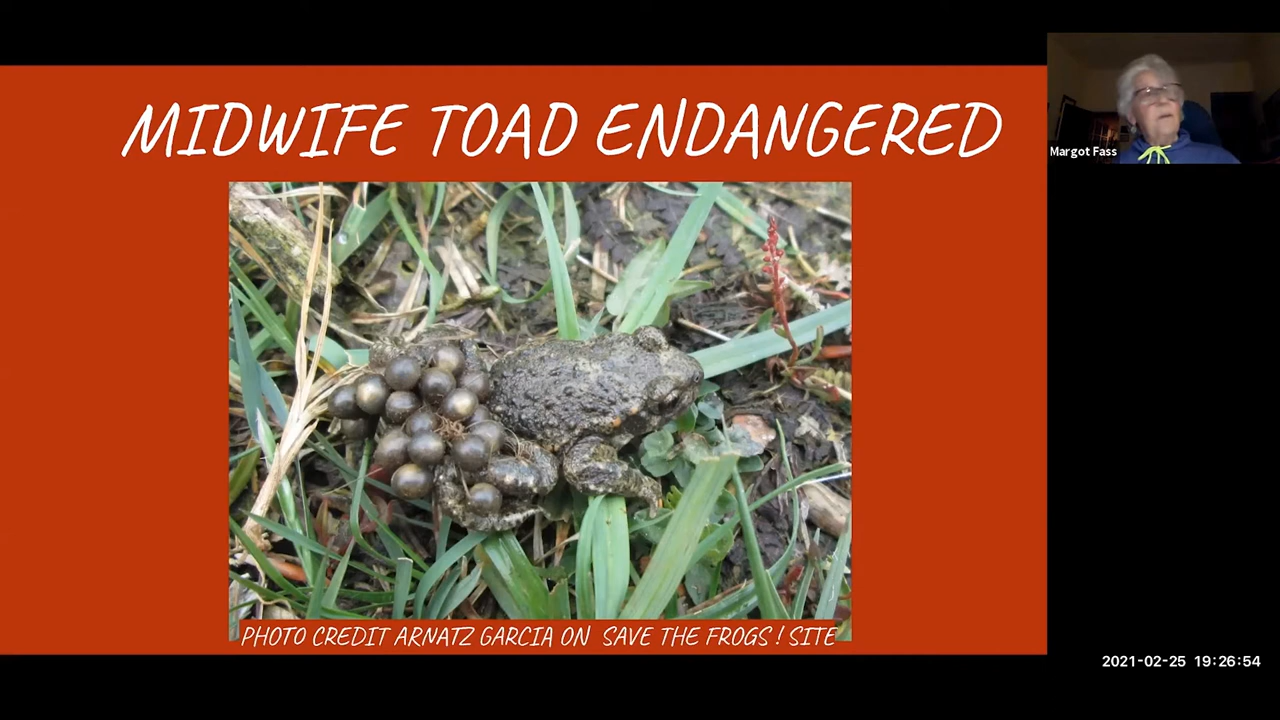 MIDWIFE TOAD ENDANGERED
Margot Fass
PHOTO CREDIT ARNATZ GARCIA ON SAVE THE FROGS! SITE
2021-02-25 19:26:54